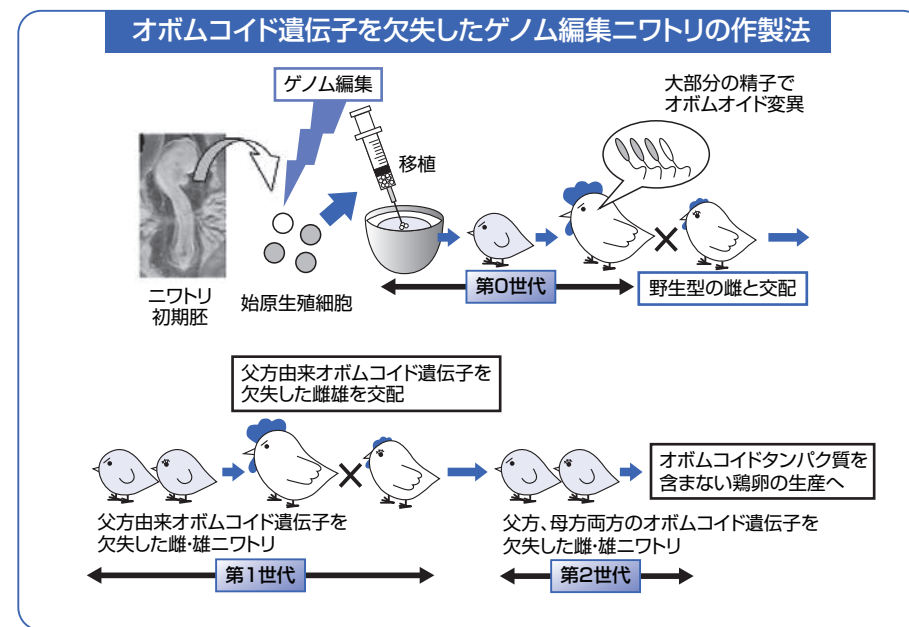 オボムコイド遺伝子を欠失したゲノム編集ニワトリの作製法
ゲノム編集
大部分の精子で
オボムオイド変異
移植
ニワトリ
初期胚
始原生殖細胞
第0世代
野生型の雌と交配
父方由来オボムコイド遺伝子を
欠失した雌雄を交配
オボムコイドタンパク質を
含まない鶏卵の生産へ
父方由来オボムコイド遺伝子を
欠失した雌・雄ニワトリ
父方、母方両方のオボムコイド遺伝子を
欠失した雌・雄ニワトリ
第1世代
第2世代